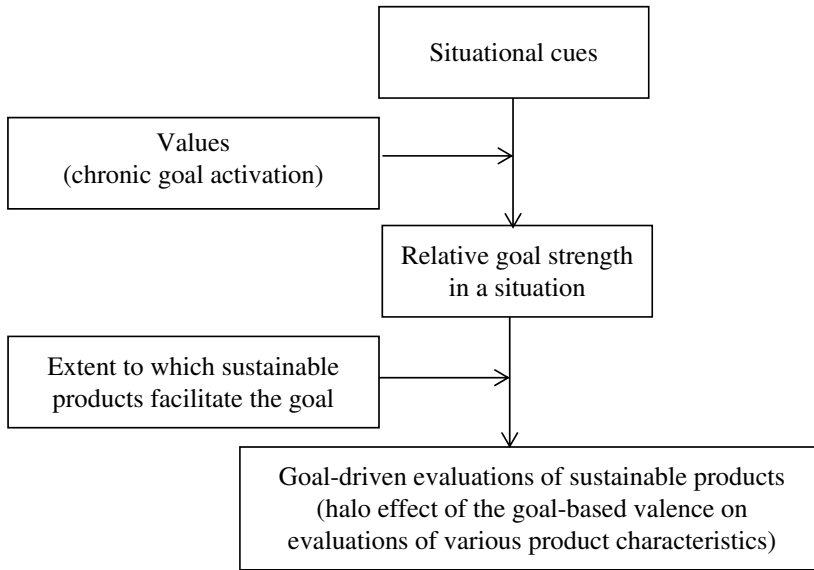 Situational cues
Values
(chronic goal activation)
Relative goal strength
in a situation
Extent to which sustainable
products facilitate the goal
Goal-driven evaluations of sustainable products
(halo effect of the goal-based valence on
evaluations of various product characteristics)